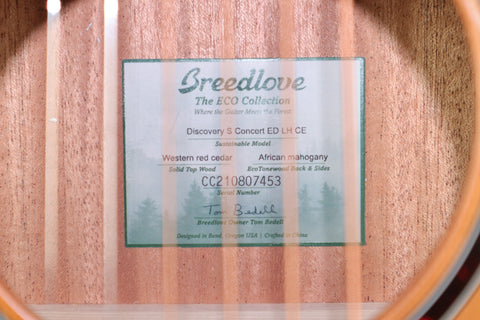 Breedlove
The ECO Collection
Where the Guitar Meets the Forest
Discovery S Concert ED LH CE
Sustainable Model
Western red cedar African mahogany
Solid Top Wood EcoTonewood Back & Sides
CC210807453
Serial Number
Tom Bedell
Breedlove Owner Tom Bedell
Designed in Bend, Oregon USA | Crafted in China